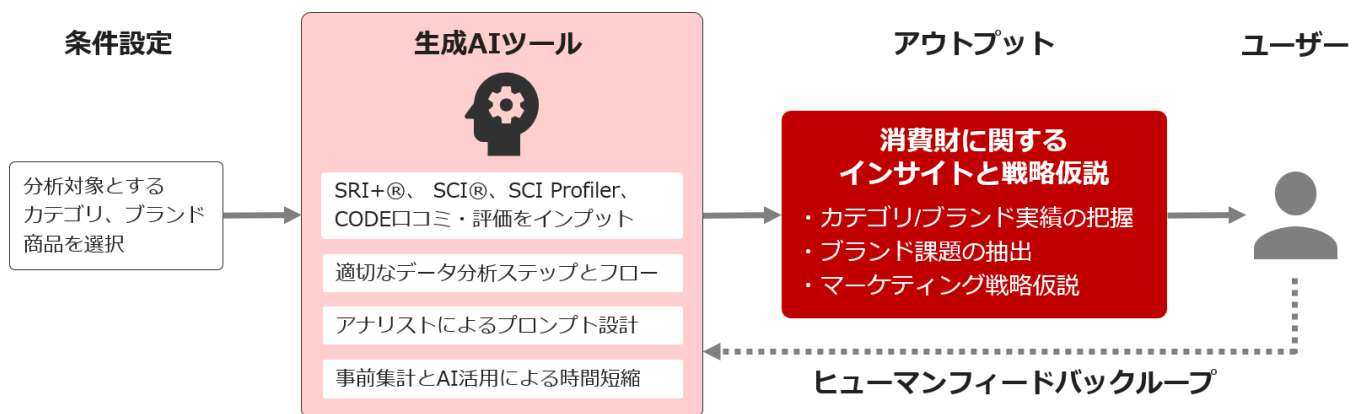 条件設定
分析対象とする
カテゴリ、ブランド
商品を選択
生成AIツール
SRI+®、 SCI®、SCI Profiler、
CODE口コミ・評価をインプット
適切なデータ分析ステップとフロー
アナリストによるプロンプト設計
事前集計とAI活用による時間短縮
アウトプット
消費財に関する
インサイトと戦略仮説
・カテゴリ/ブランド実績の把握
・ブランド課題の抽出
・マーケティング戦略仮説
ユーザー
ヒューマンフィードバックループ